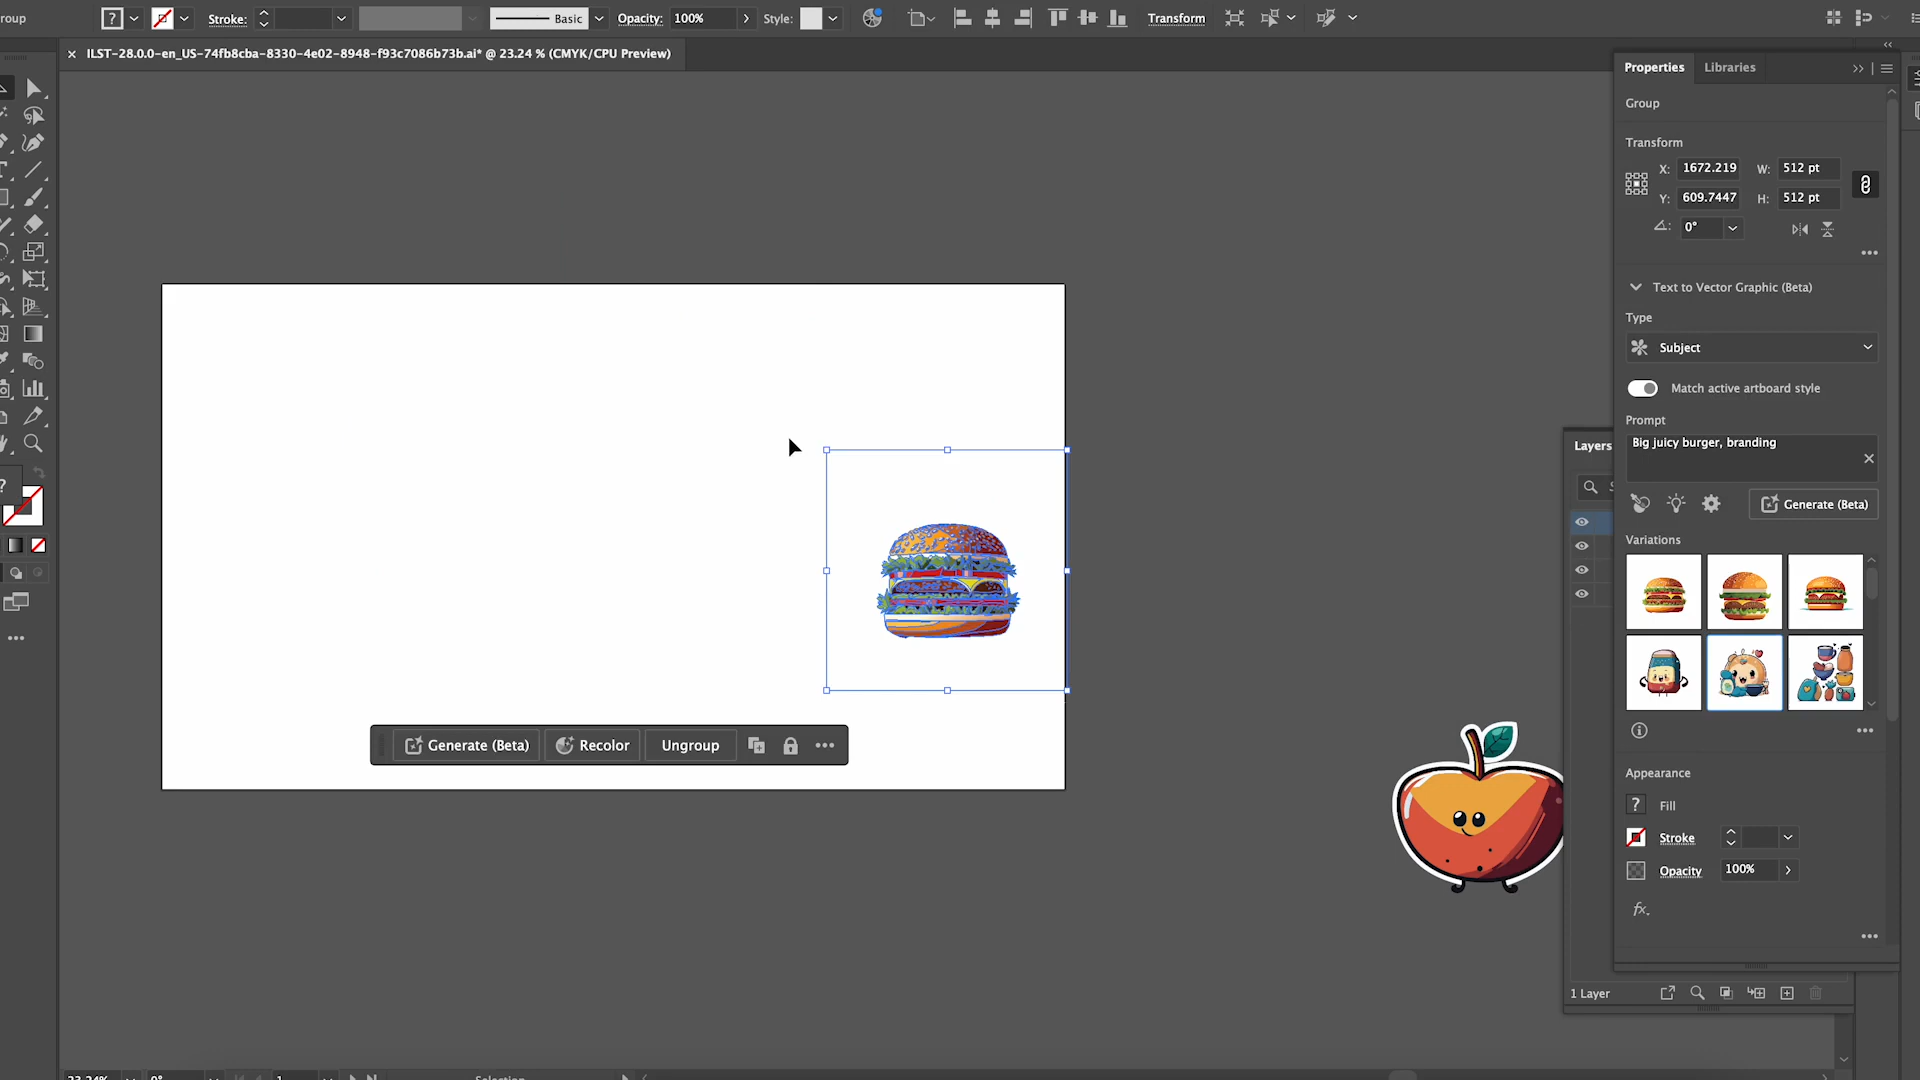 roup
Stroke:
Basic
Opacity:
100%
Style:
Transform
ILST-28.0.0-en_US-74fb8cba-8330-4e02-8948-f93c7086b73b.ai* @ 23.24 % (CMYK/CPU Preview)
Properties
Libraries
Group
Transform
X: 1672.219
W: 512 pt
Y: 609.7447
H: 512 pt
0°
Text to Vector Graphic (Beta)
Type
Subject
Match active artboard style
Prompt
Big juicy burger, branding
Generate (Beta)
Variations
Appearance
Fill
Stroke
Opacity
100%
fx.
Layers
1 Layer
Generate (Beta)
Recolor
Ungroup